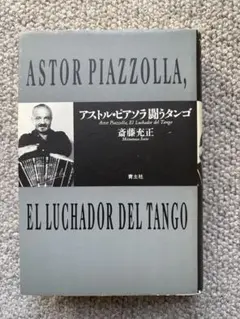 ASTOR PIAZZOLLA,
アストル・ピアソラ 闘うタンゴ
Astor Piazzolla, El Luchador del Tango
斎藤充正
Mitsumasa Saito
青土社
EL LUCHADOR DEL TANGO